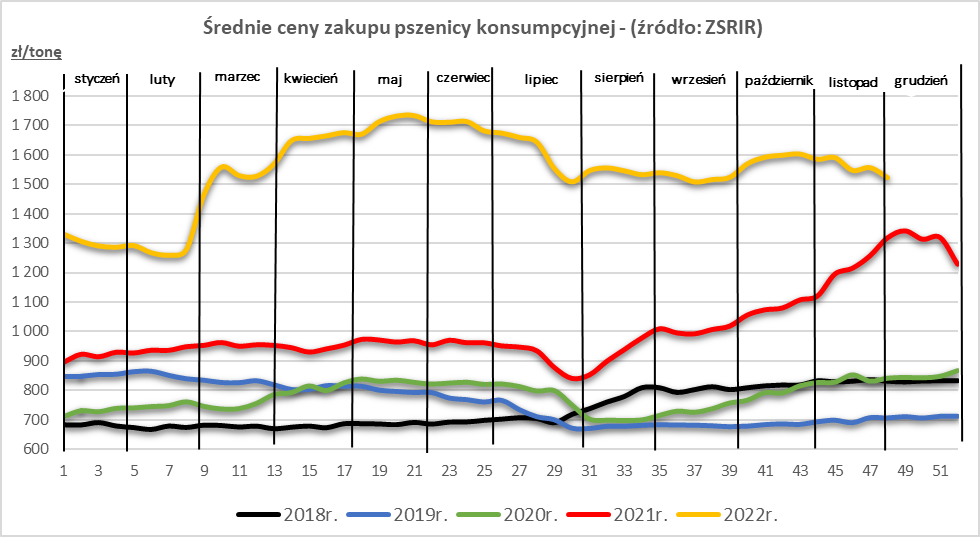 Średnie ceny zakupu pszenicy konsumpcyjnej - (źródło: ZSRIR)
zł/tonę
styczeń luty marzec kwiecień maj czerwiec lipiec sierpień wrzesień październik listopad grudzień
1 800
1 700
1 600
1 500
1 400
1 300
1 200
1 100
1 000
900
800
700
600
1 3 5 7 9 11 13 15 17 19 21 23 25 27 29 31 33 35 37 39 41 43 45 47 49 51
2018r. 2019r. 2020r. 2021r. 2022r.